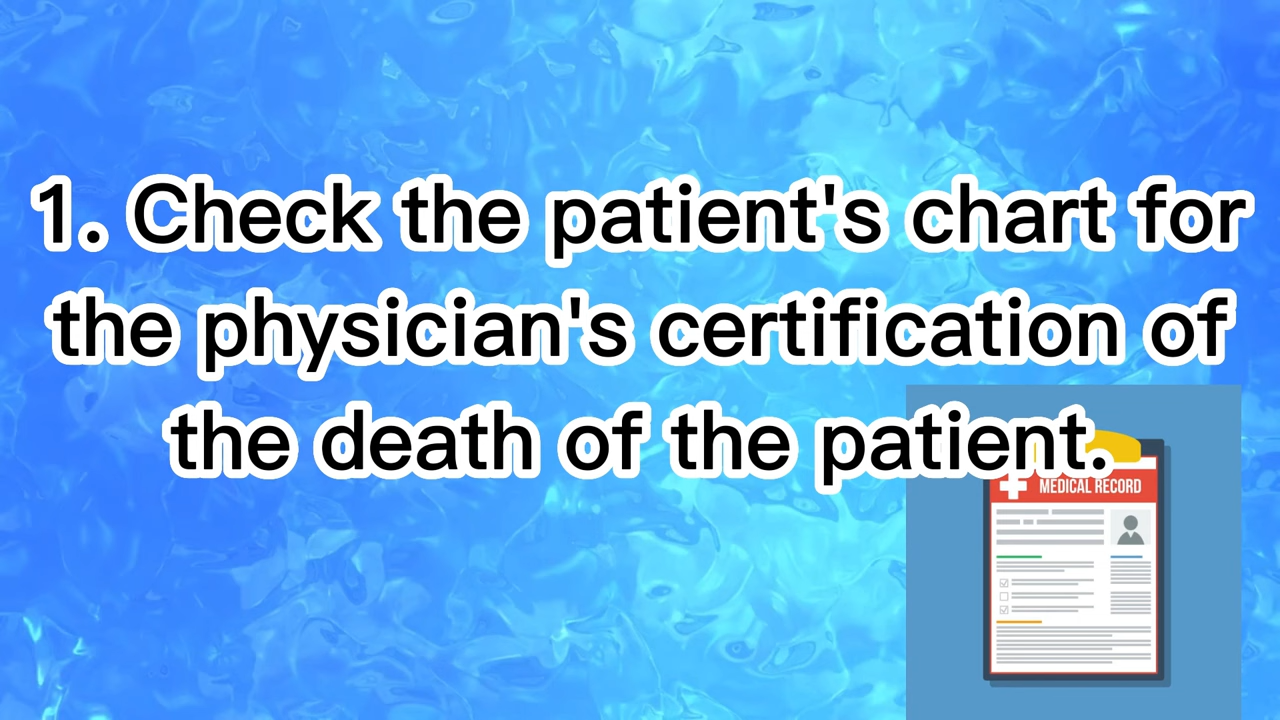 1. Check the patient's chart for
the physician's certification of
the death of the patient.
MEDICAL RECORD